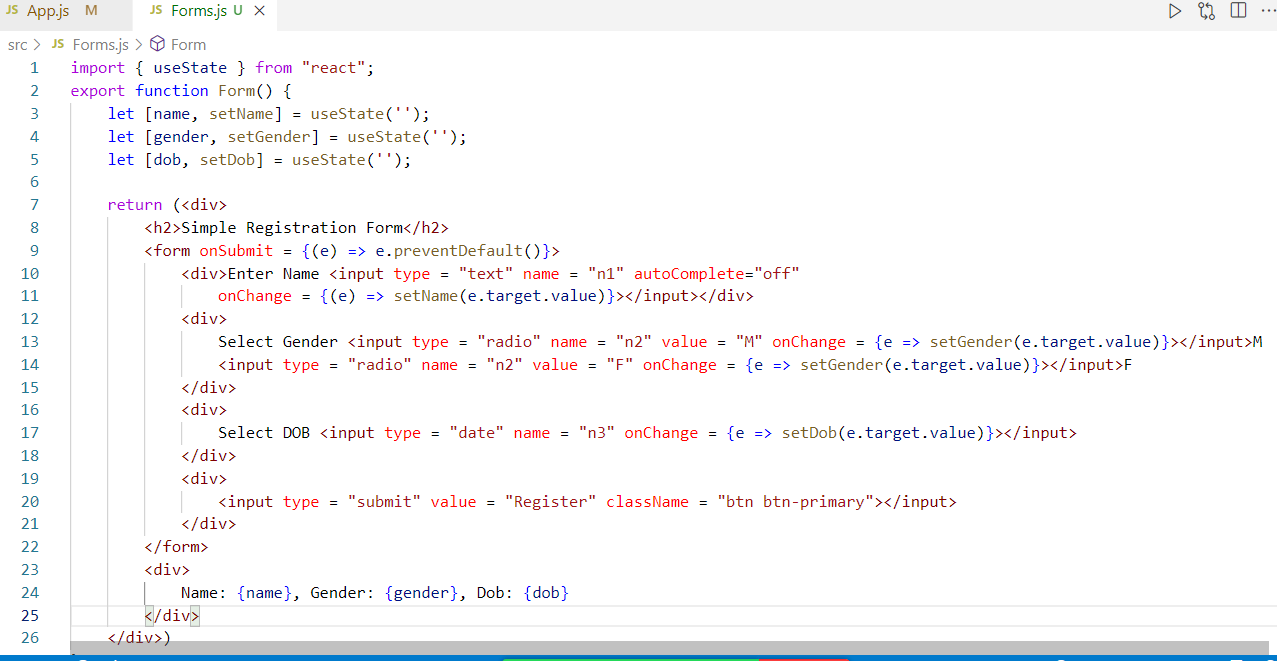 JS App.js M JS Forms.js U
src > JS Forms.js > Form
1 import { useState } from "react";
2 export function Form() {
3 let [name, setName] = useState('');
4 let [gender, setGender] = useState('');
5 let [dob, setDob] = useState('');
6
7 return (<div>
8 <h2>Simple Registration Form</h2>
9 <form onSubmit = {(e) => e.preventDefault()}>
10 <div>Enter Name <input type = "text" name = "n1" autoComplete="off"
11 onChange = {(e) => setName(e.target.value)}></input></div>
12 <div>
13 Select Gender <input type = "radio" name = "n2" value = "M" onChange = {e => setGender(e.target.value)}></input>M
14 <input type = "radio" name = "n2" value = "F" onChange = {e => setGender(e.target.value)}></input>F
15 </div>
16 <div>
17 Select DOB <input type = "date" name = "n3" onChange = {e => setDob(e.target.value)}></input>
18 </div>
19 <div>
20 <input type = "submit" value = "Register" className = "btn btn-primary"></input>
21 </div>
22 </form>
23 <div>
24 Name: {name}, Gender: {gender}, Dob: {dob}
25 </div>
26 </div>)